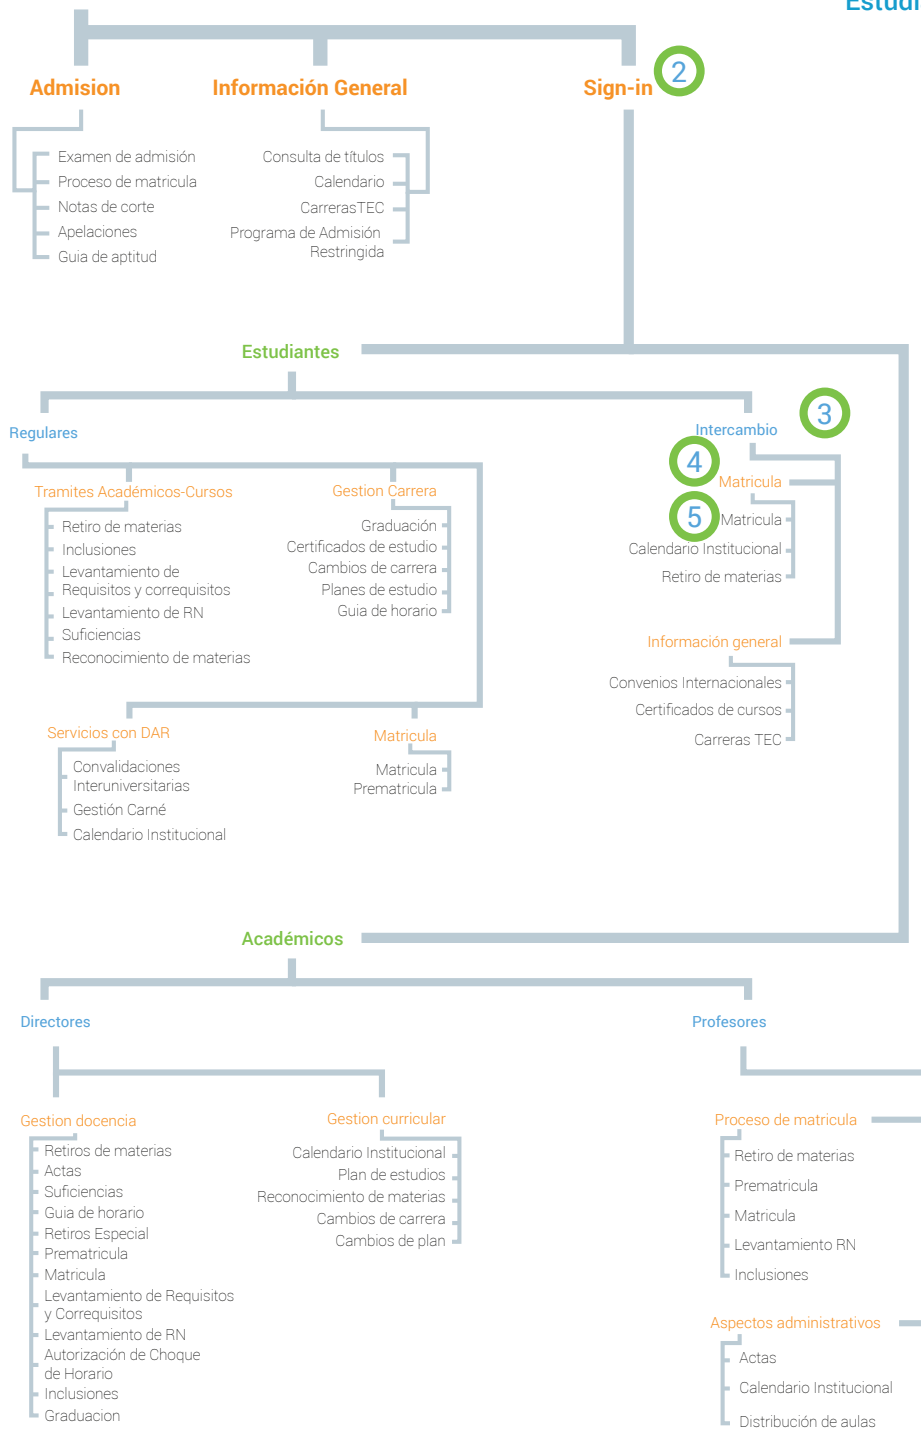 Estudi
Admision
Información General
Sign-in
2
Examen de admisión
Proceso de matricula
Notas de corte
Apelaciones
Guia de aptitud
Consulta de títulos
Calendario
CarrerasTEC
Programa de Admisión
Restringida
Estudiantes
Regulares
Intercambio
3
Tramites Académicos-Cursos
Retiro de materias
Inclusiones
Levantamiento de
Requisitos y correquisitos
Levantamiento de RN
Suficiencias
Reconocimiento de materias
Gestion Carrera
Graduación
Certificados de estudio
Cambios de carrera
Planes de estudio
Guia de horario
4
Matricula
5
Matricula
Calendario Institucional
Retiro de materias
Información general
Convenios Internacionales
Certificados de cursos
Carreras TEC
Servicios con DAR
Convalidaciones
Interuniversitarias
Gestión Carné
Calendario Institucional
Matricula
Matricula
Prematricula
Académicos
Directores
Profesores
Gestion docencia
Retiros de materias
Actas
Suficiencias
Guia de horario
Retiros Especial
Prematricula
Matricula
Levantamiento de Requisitos
y Correquisitos
Levantamiento de RN
Autorización de Choque
de Horario
Inclusiones
Graduacion
Gestion curricular
Calendario Institucional
Plan de estudios
Reconocimiento de materias
Cambios de carrera
Cambios de plan
Proceso de matricula
Retiro de materias
Prematricula
Matricula
Levantamiento RN
Inclusiones
Aspectos administrativos
Actas
Calendario Institucional
Distribución de aulas